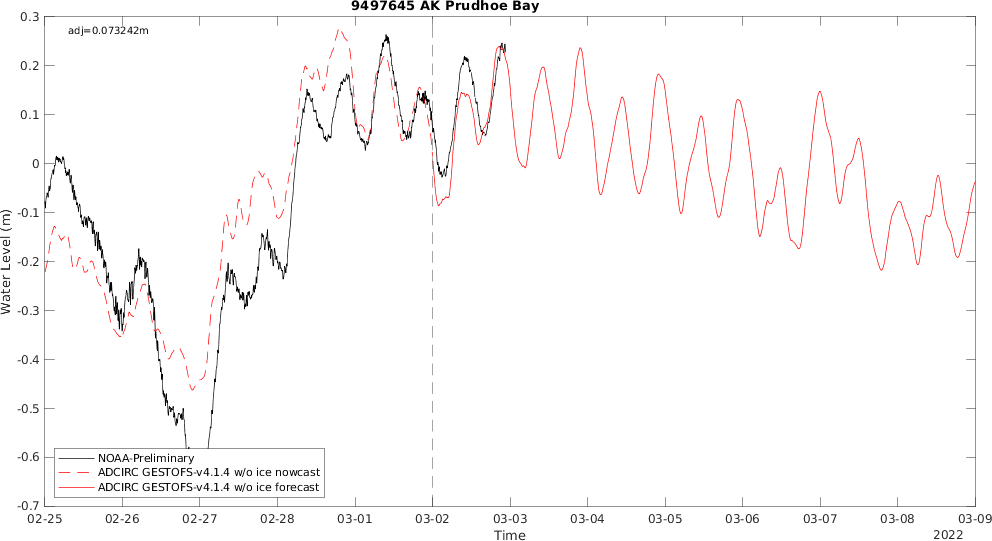 9497645 AK Prudhoe Bay
adj=0.073242m
0.3
0.2
0.1
0
-0.1
-0.2
-0.3
-0.4
-0.5
-0.6
-0.7
Water Level (m)
NOAA-Preliminary
ADCIRC GESTOFS-v4.1.4 w/o ice nowcast
ADCIRC GESTOFS-v4.1.4 w/o ice forecast
02-25 02-26 02-27 02-28 03-01 03-02 03-03 03-04 03-05 03-06 03-07 03-08 03-09
Time
2022